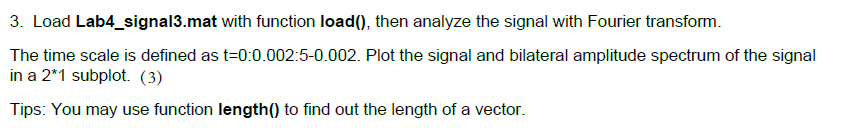 3. Load Lab4_signal3.mat with function load(), then analyze the signal with Fourier transform.
The time scale is defined as t=0:0.002:5-0.002. Plot the signal and bilateral amplitude spectrum of the signal
in a 2*1 subplot. (3)
Tips: You may use function length() to find out the length of a vector.